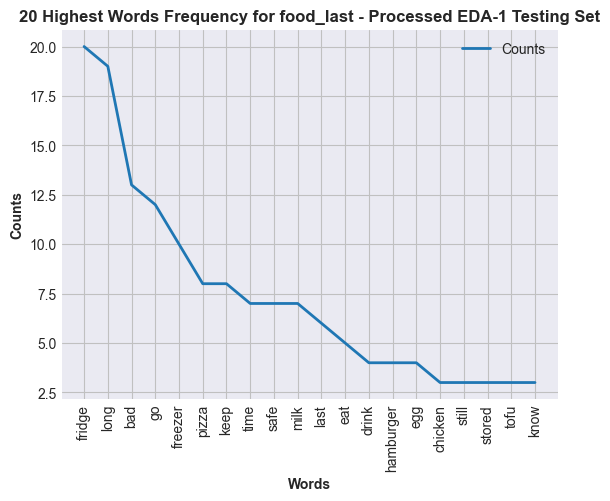 20 Highest Words Frequency for food_last - Processed EDA-1 Testing Set
Counts
20.0
17.5
15.0
12.5
10.0
7.5
5.0
2.5
Counts
fridge
long
bad
go
freezer
pizza
keep
time
safe
milk
last
eat
drink
hamburger
egg
chicken
still
stored
tofu
know
Words